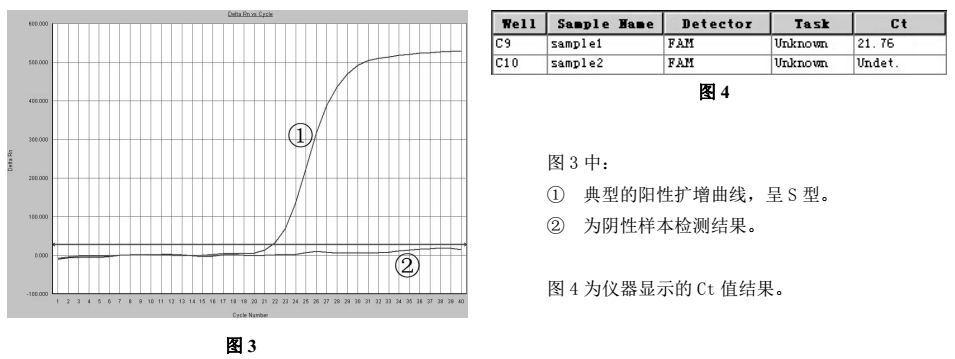 Delta Rn vs Cycle
600.000
500.000
400.000
300.000
200.000
100.000
0.000
-100.000
Delta Rn
①
②
1 2 3 4 5 6 7 8 9 10 11 12 13 14 15 16 17 18 19 20 21 22 23 24 25 26 27 28 29 30 31 32 33 34 35 36 37 38 39 40
Cycle Number
图 3
Well Sample Name Detector Task Ct
C9 sample1 FAM Unknown 21.76
C10 sample2 FAM Unknown Undet.
图 4
图 3 中：
① 典型的阳性扩增曲线，呈 S 型。
② 为阴性样本检测结果。
图 4 为仪器显示的 Ct 值结果。